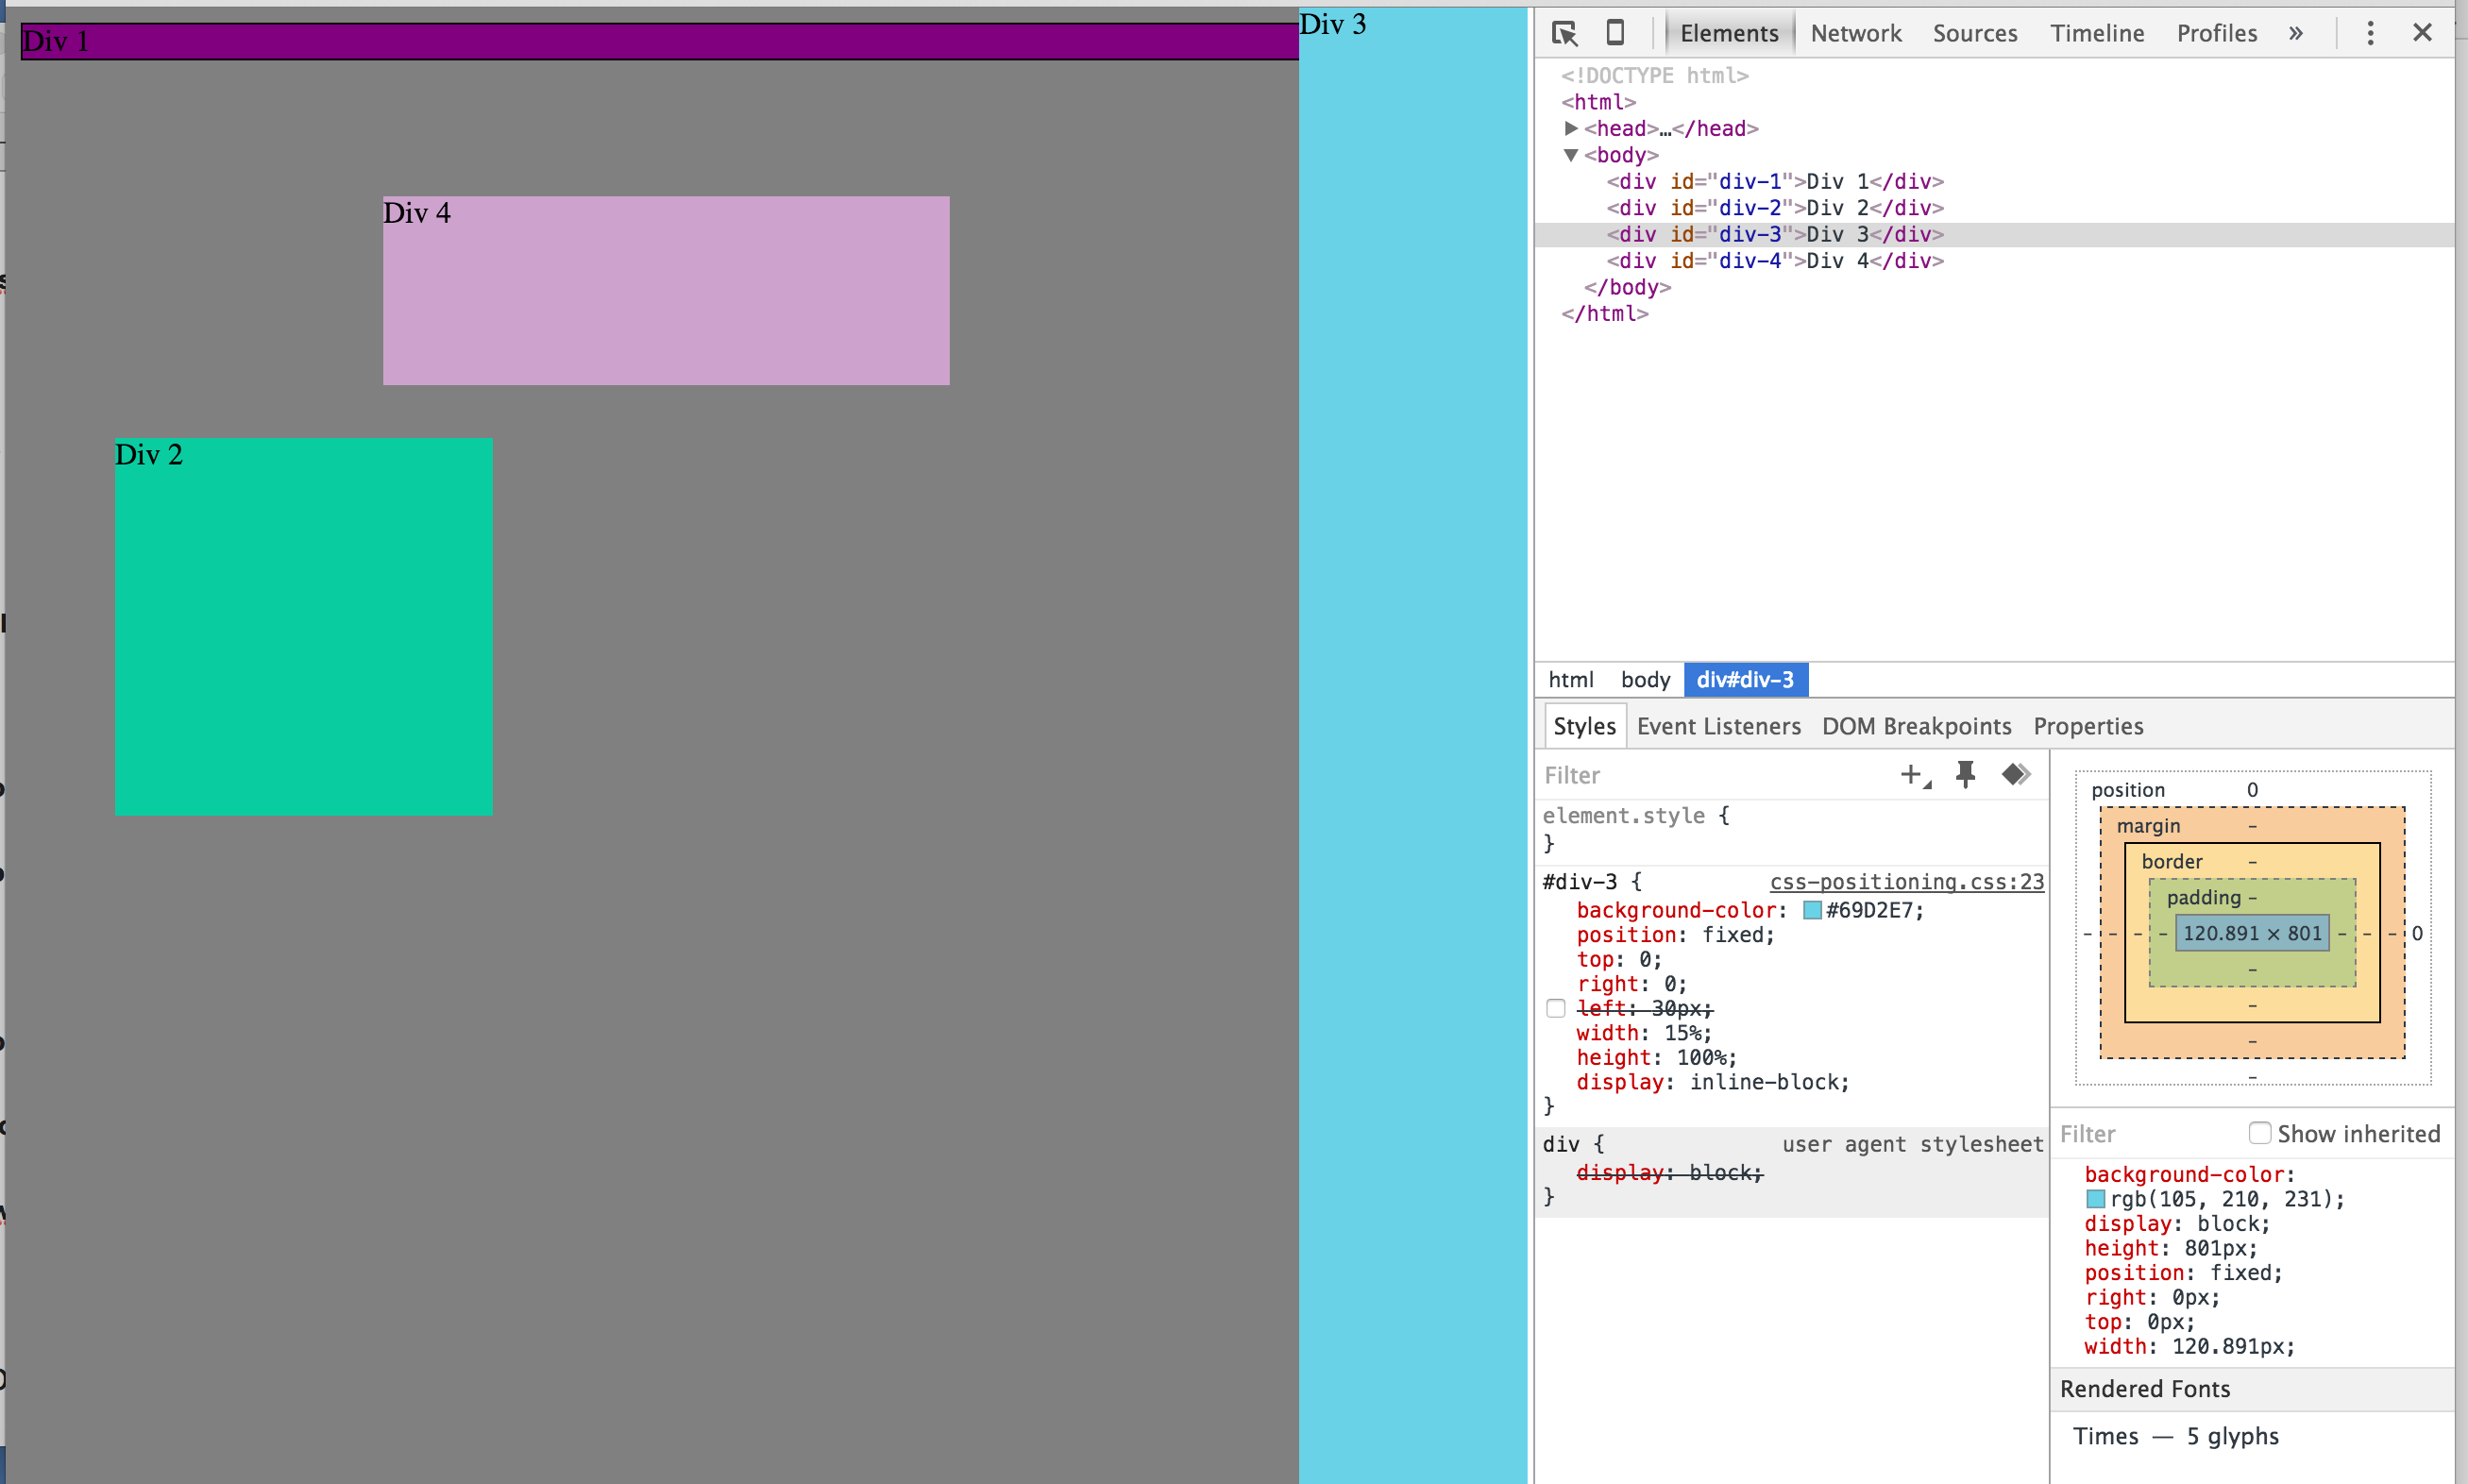 Div 1
Div 3
Div 4
Div 2
Elements Network Sources Timeline Profiles »
<!DOCTYPE html>
<html>
<head>…</head>
<body>
<div id="div-1">Div 1</div>
<div id="div-2">Div 2</div>
<div id="div-3">Div 3</div>
<div id="div-4">Div 4</div>
</body>
</html>
html body div#div-3
Styles Event Listeners DOM Breakpoints Properties
Filter
element.style {
}
#div-3 { css-positioning.css:23
background-color: #69D2E7;
position: fixed;
top: 0;
right: 0;
left: 30px;
width: 15%;
height: 100%;
display: inline-block;
}
div { user agent stylesheet
display: block;
}
position 0
margin -
border -
padding -
- - - - 120.891 × 801 - - - 0
-
-
-
-
Filter Show inherited
background-color:
rgb(105, 210, 231);
display: block;
height: 801px;
position: fixed;
right: 0px;
top: 0px;
width: 120.891px;
Rendered Fonts
Times — 5 glyphs